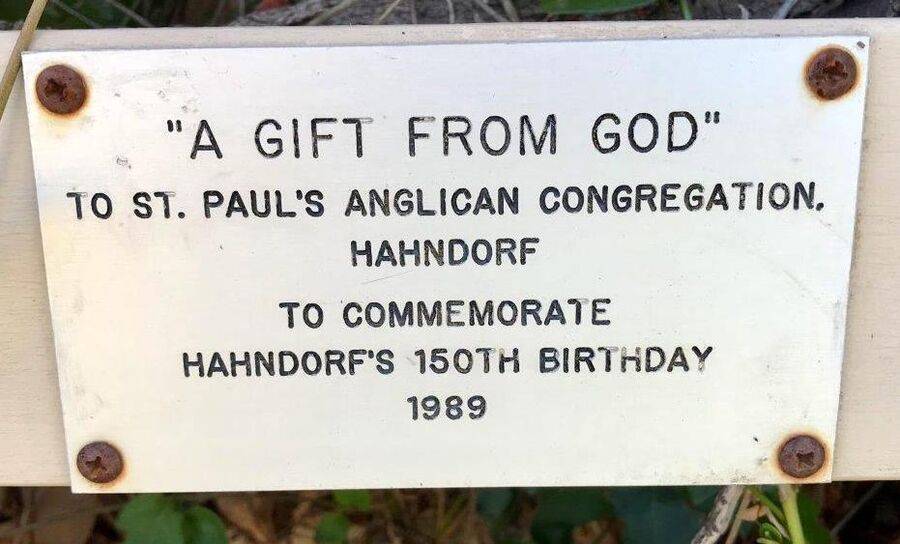 "A GIFT FROM GOD"
TO ST. PAUL'S ANGLICAN CONGREGATION.
HAHNDORF
TO COMMEMORATE
HAHNDORF'S 150TH BIRTHDAY
1989